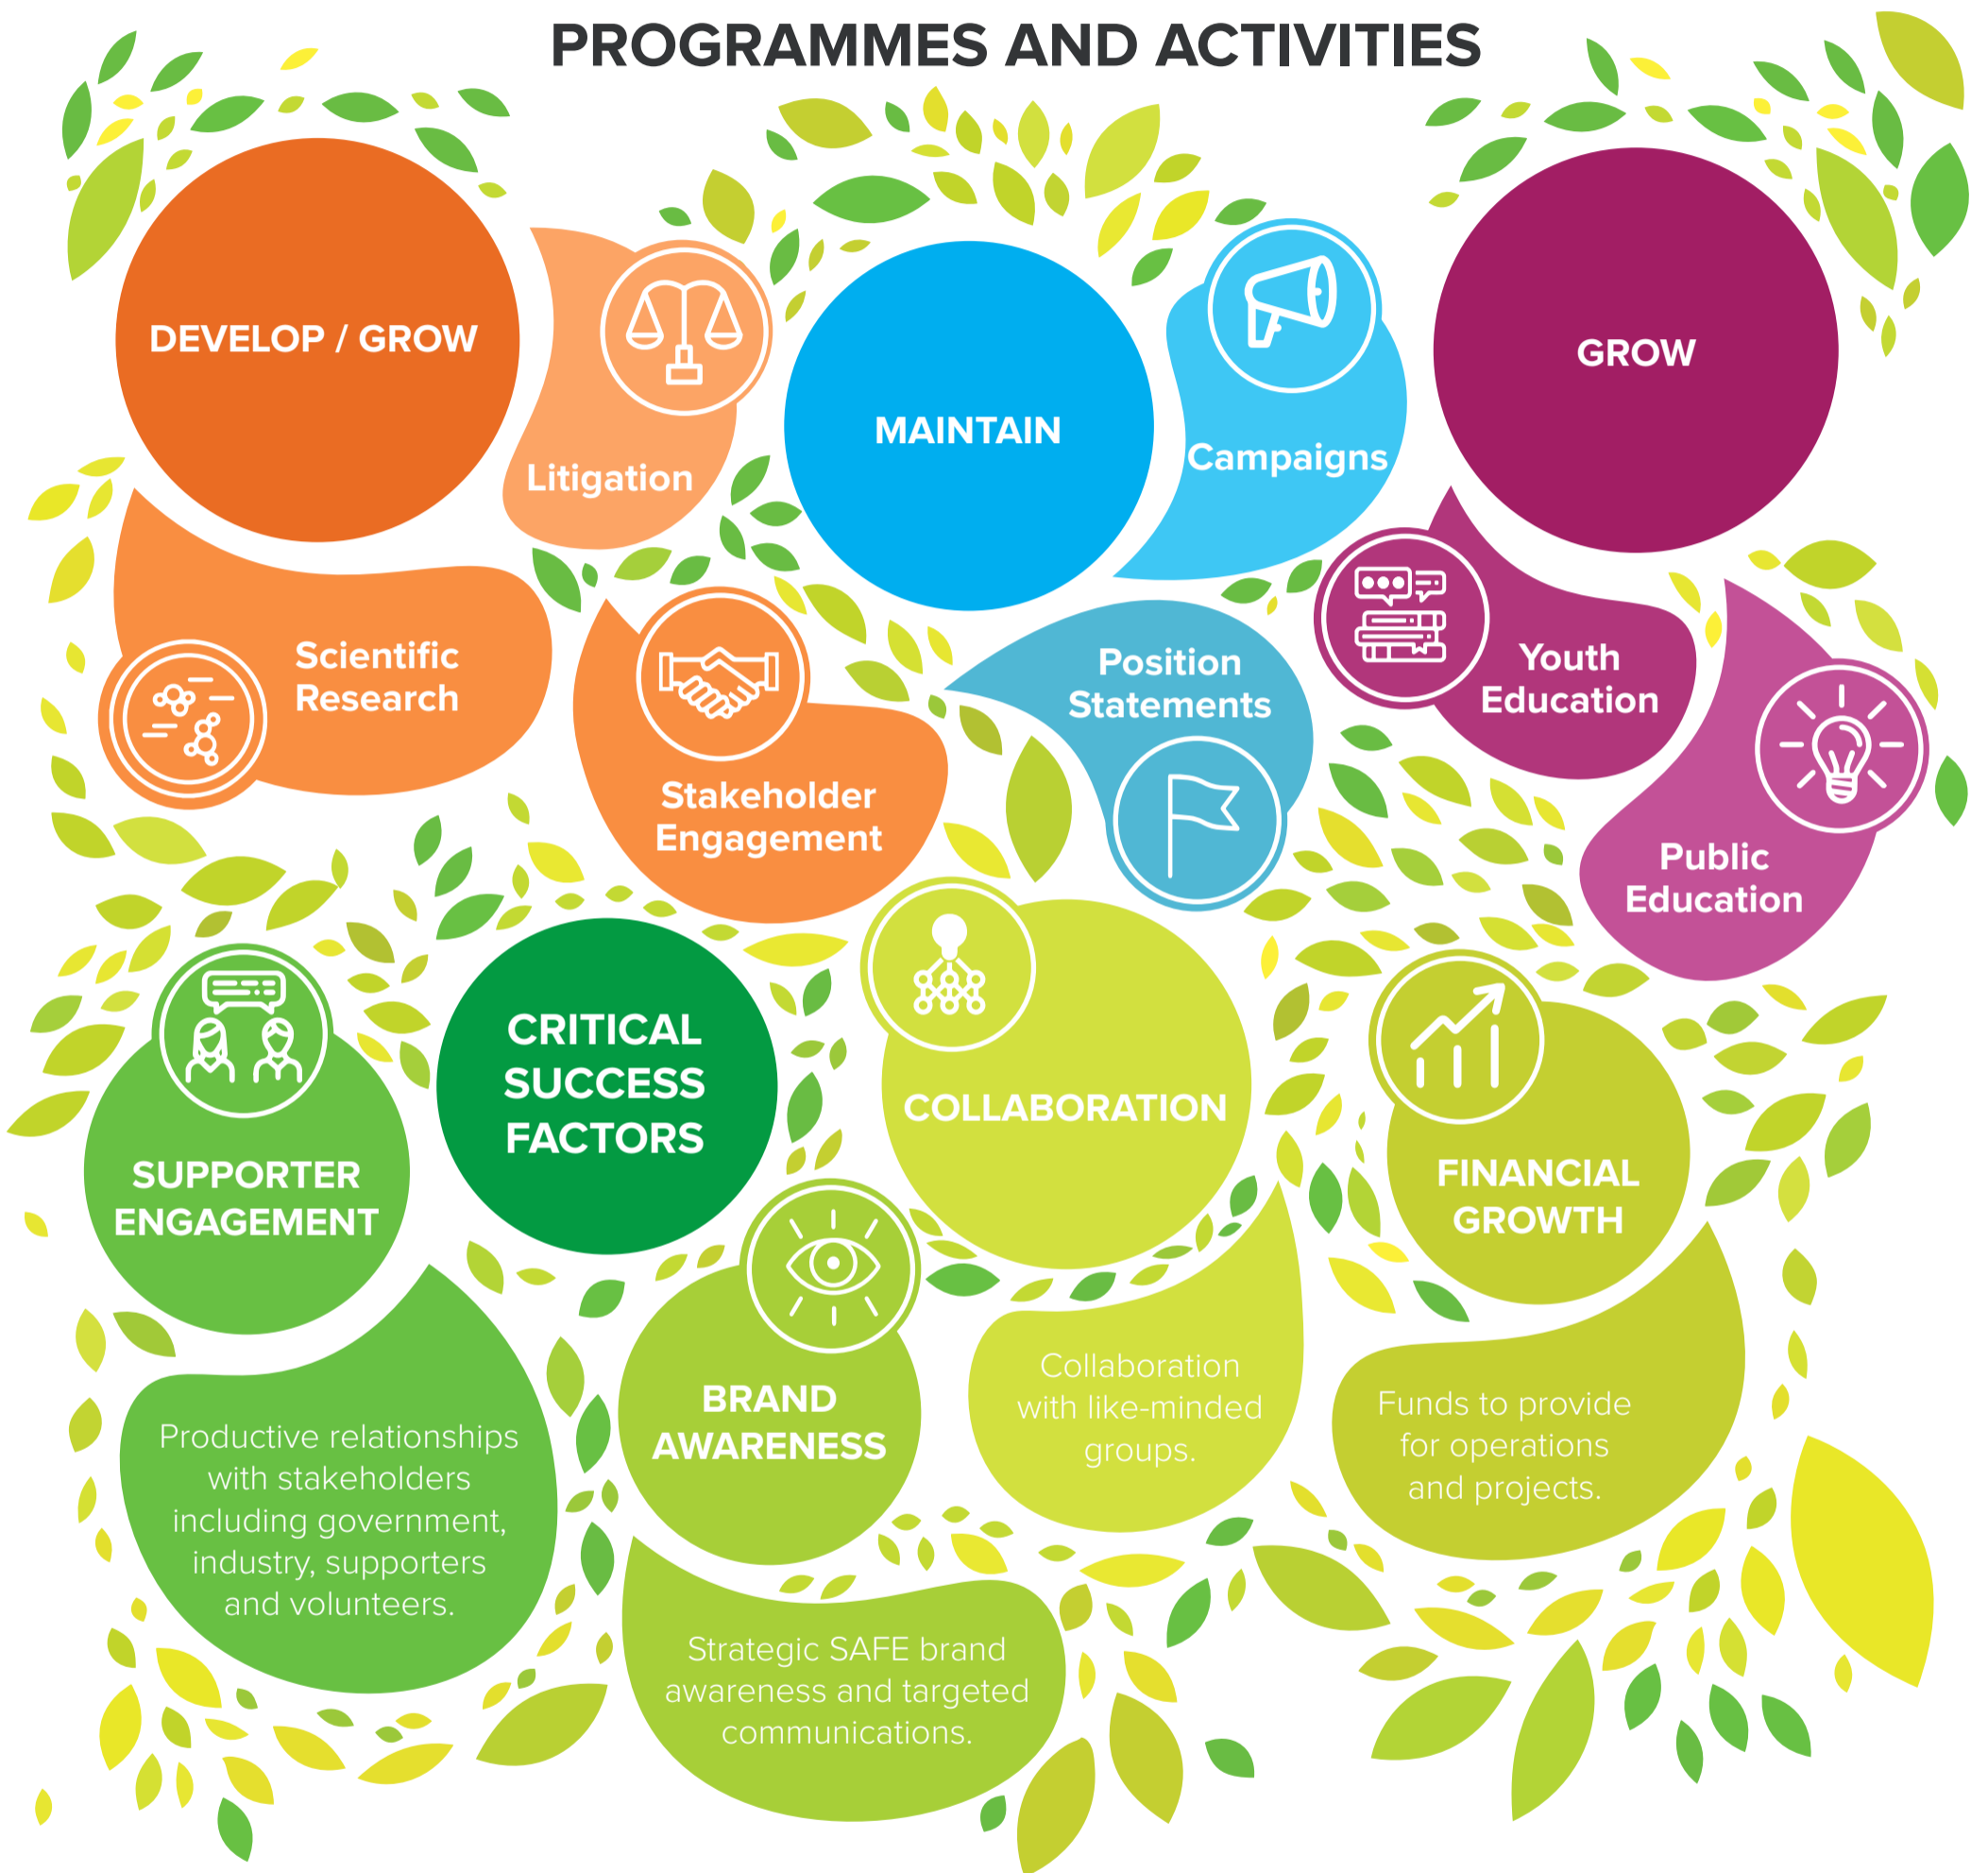 PROGRAMMES AND ACTIVITIES
DEVELOP / GROW
Litigation
Scientific
Research
Stakeholder
Engagement
MAINTAIN
Campaigns
Position
Statements
GROW
Youth
Education
Public
Education
CRITICAL
SUCCESS
FACTORS
SUPPORTER
ENGAGEMENT
Productive relationships
with stakeholders
including government,
industry, supporters
and volunteers.
BRAND
AWARENESS
Strategic SAFE brand
awareness and targeted
communications.
COLLABORATION
Collaboration
with like-minded
groups.
FINANCIAL
GROWTH
Funds to provide
for operations
and projects.